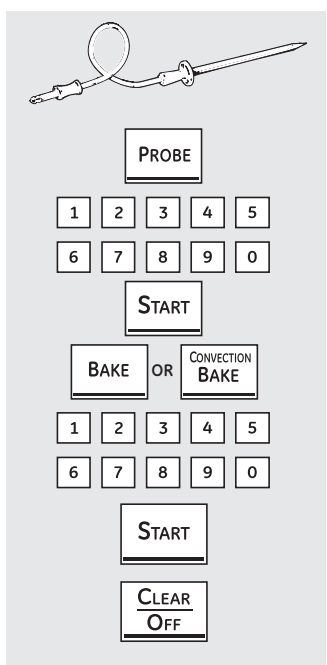 PROBE
1 2 3 4 5
6 7 8 9 0
START
BAKE OR CONVECTION BAKE
1 2 3 4 5
6 7 8 9 0
START
CLEAR
OFF